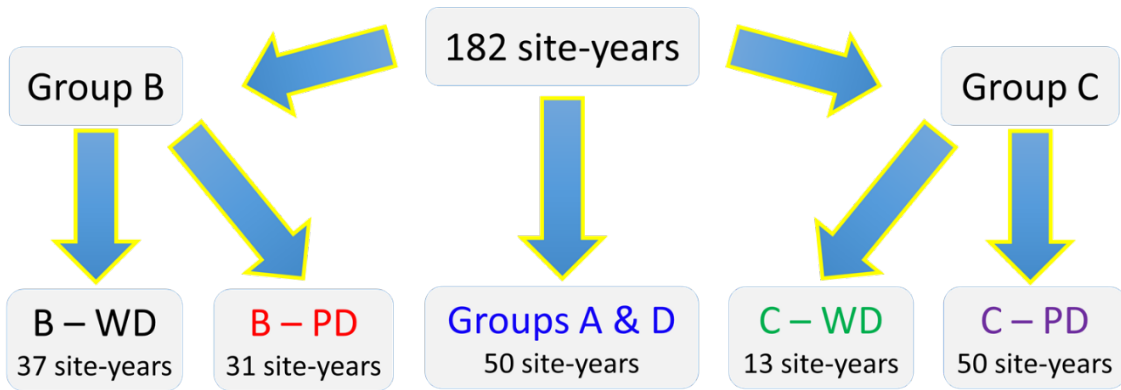 182 site-years
Group B
Group C
B – WD
37 site-years
B – PD
31 site-years
Groups A & D
50 site-years
C – WD
13 site-years
C – PD
50 site-years